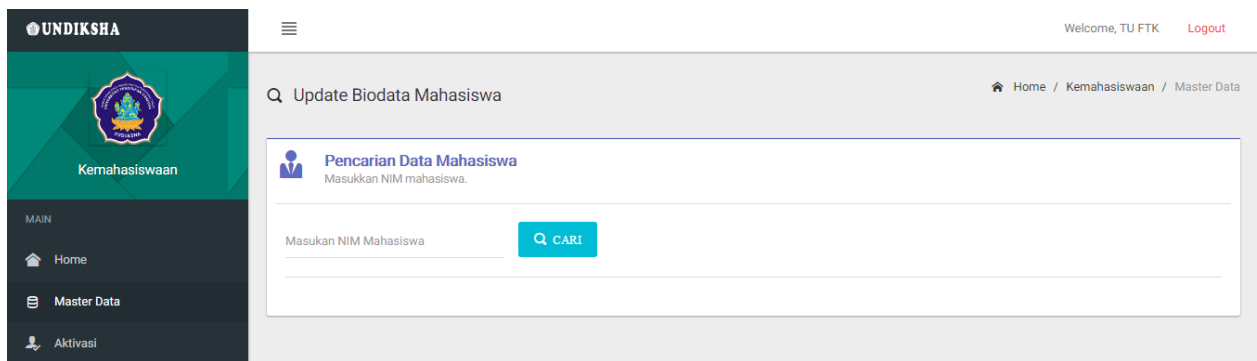 UNDIKSHA
Welcome, TU FTK
Logout
Kemahasiswaan
MAIN
Home
Master Data
Aktivasi
Update Biodata Mahasiswa
Home / Kemahasiswaan / Master Data
Pencarian Data Mahasiswa
Masukkan NIM mahasiswa.
Masukan NIM Mahasiswa
CARI